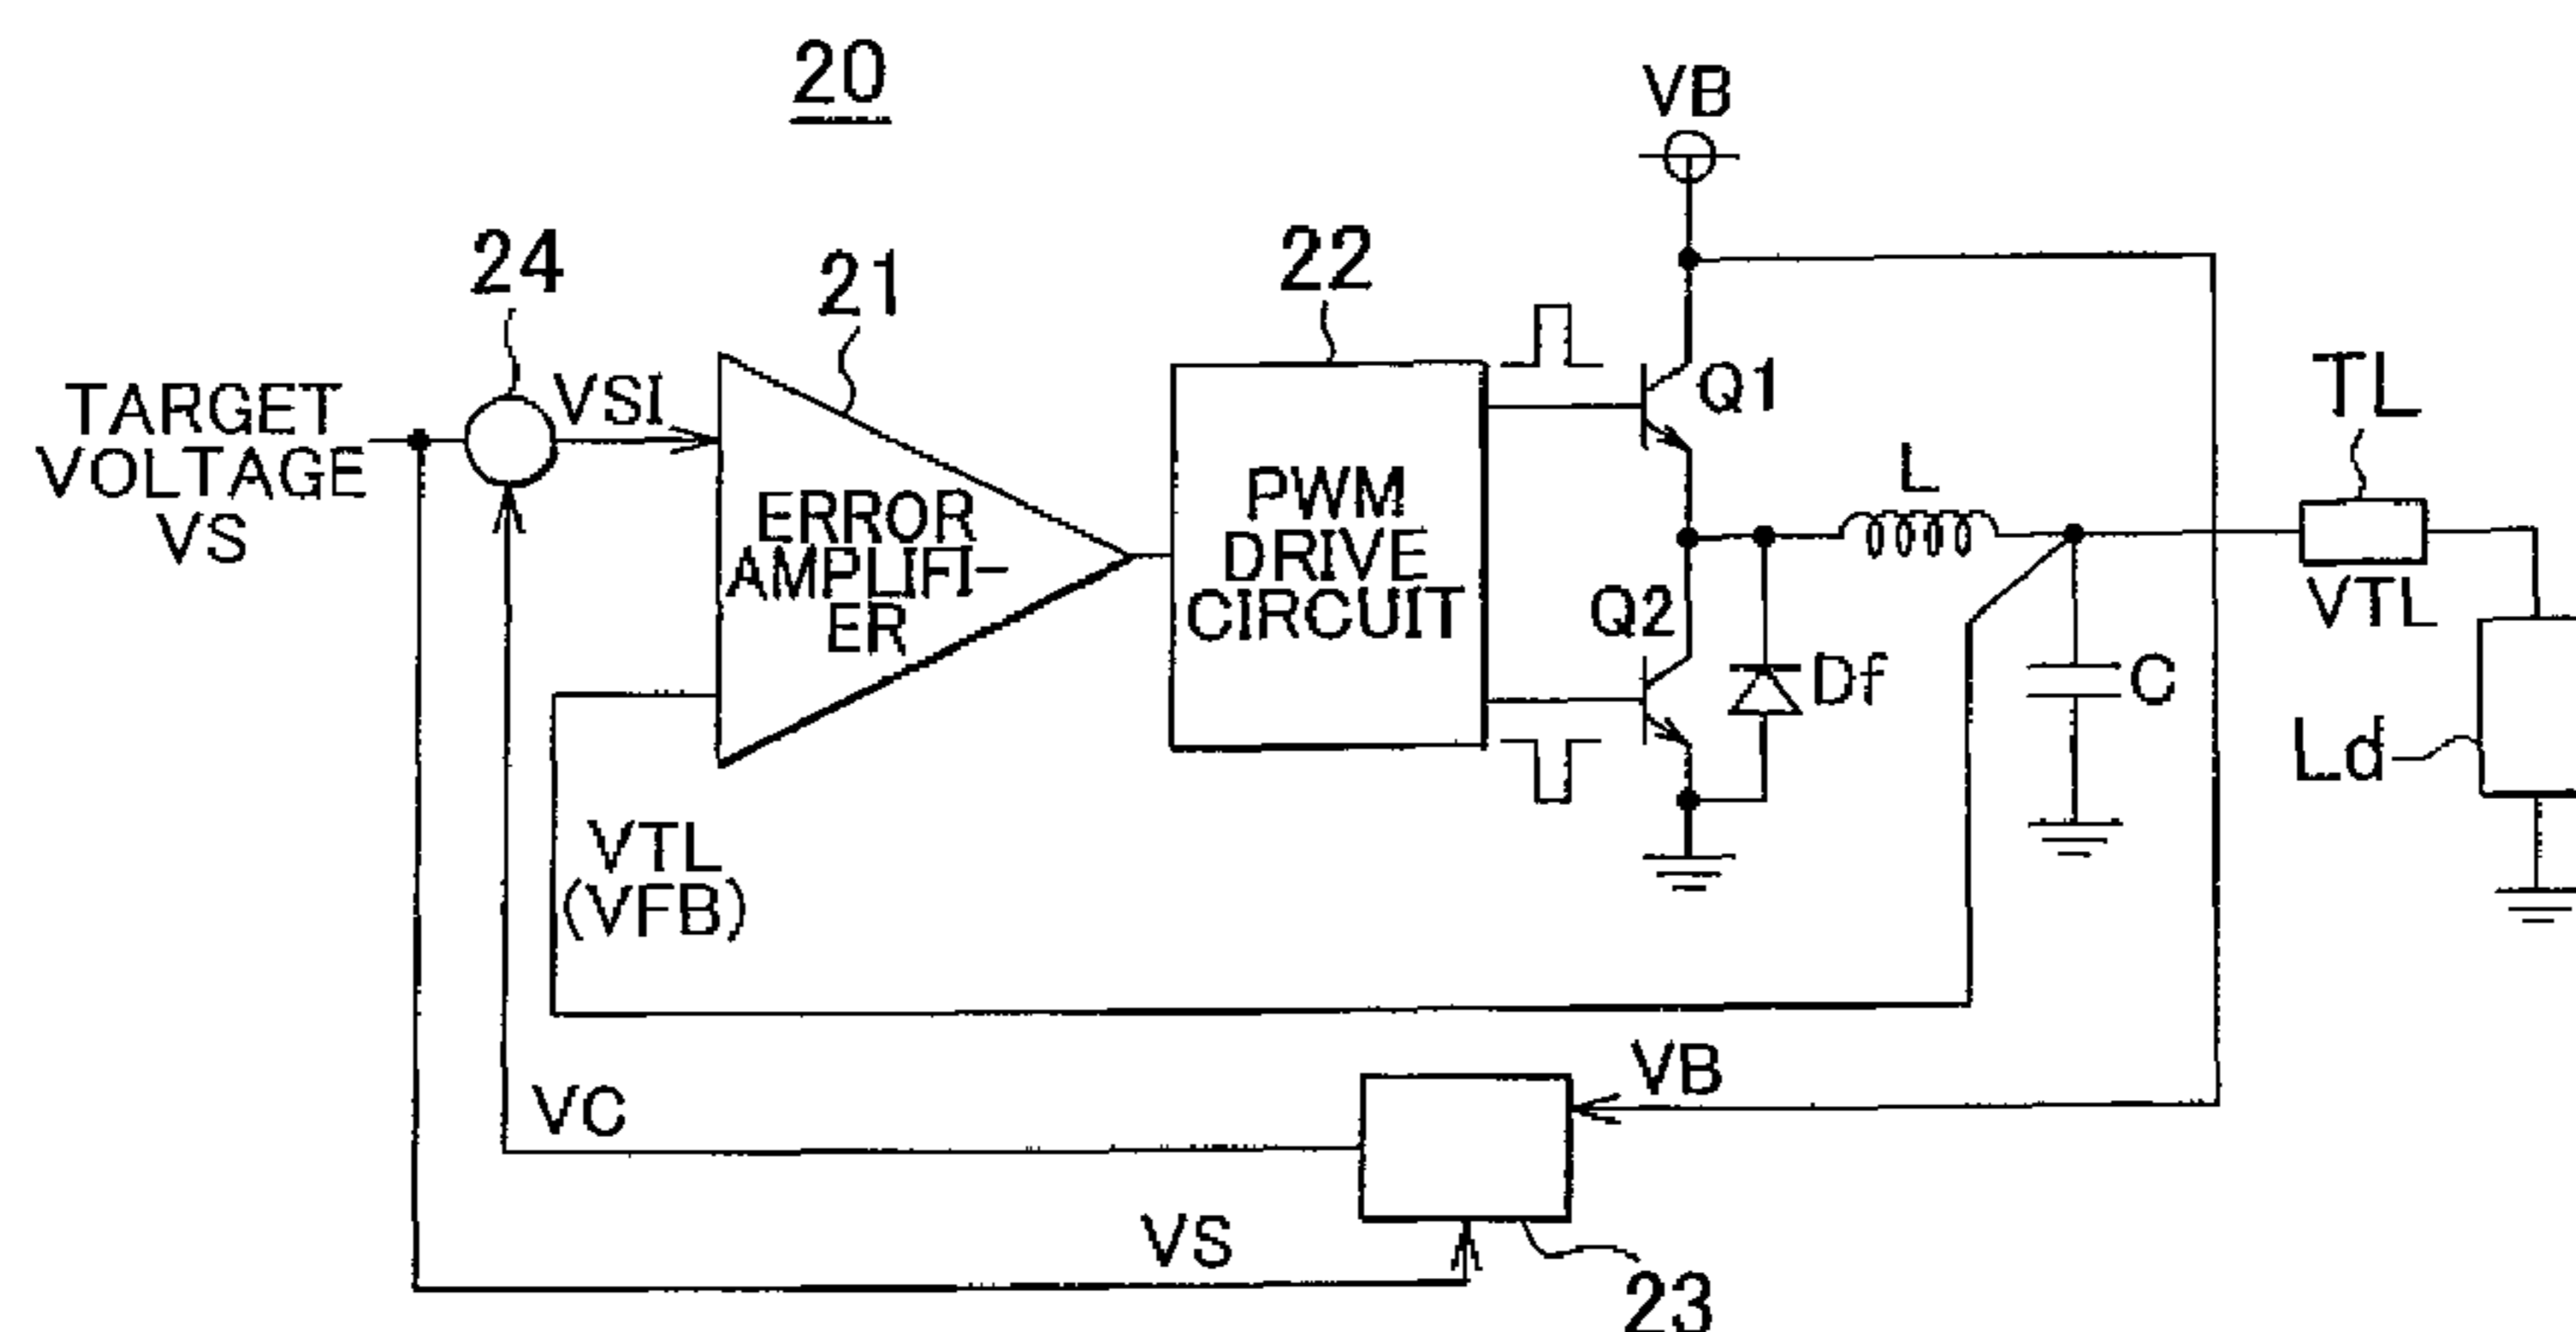 20
VB
24
21
22
TARGET
VOLTAGE
VS
VSI
ERROR
AMPLIFI-
ER
PWM
DRIVE
CIRCUIT
Q1
Q2
L
Df
C
TL
VTL
Ld
VTL
(VFB)
VC
VB
VS
23